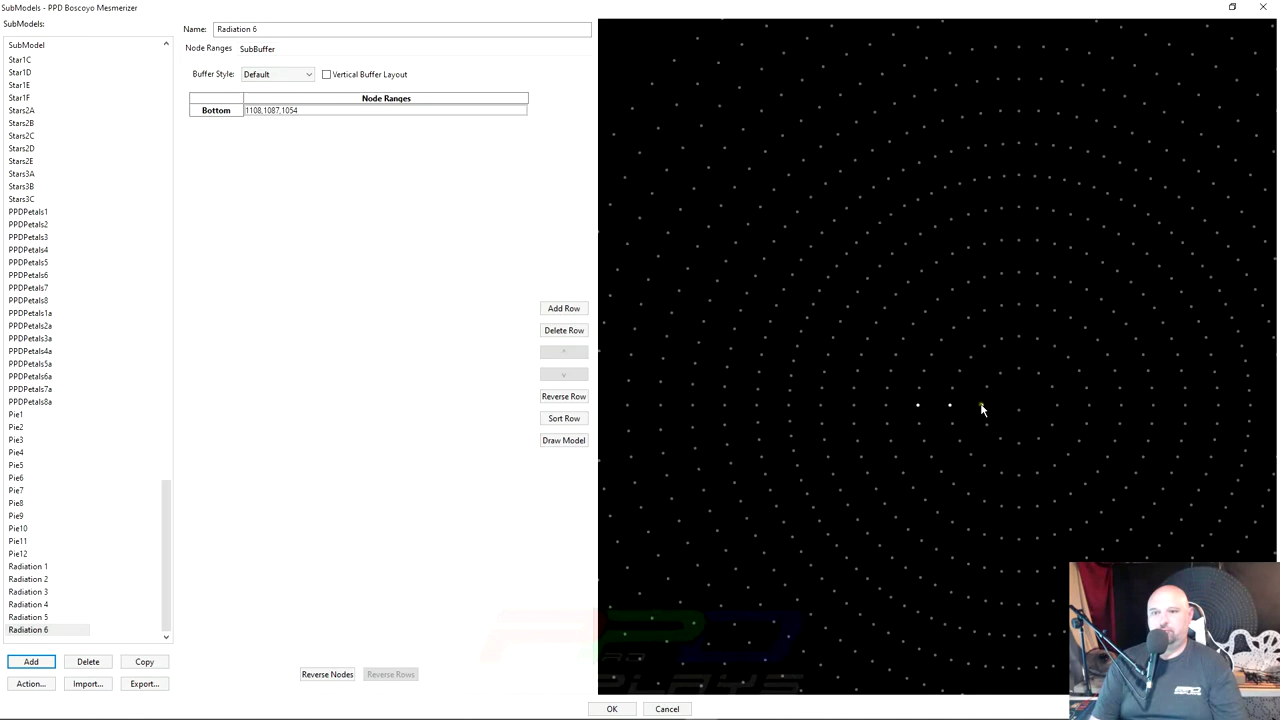 SubModels - PPD Boscoyo Mesmerizer
SubModels:
SubModel
Star1C
Star1D
Star1E
Star1F
Stars2A
Stars2B
Stars2C
Stars2D
Stars2E
Stars3A
Stars3B
Stars3C
PPDPetals1
PPDPetals2
PPDPetals3
PPDPetals4
PPDPetals5
PPDPetals6
PPDPetals7
PPDPetals8
PPDPetals1a
PPDPetals2a
PPDPetals3a
PPDPetals4a
PPDPetals5a
PPDPetals6a
PPDPetals7a
PPDPetals8a
Pie1
Pie2
Pie3
Pie4
Pie5
Pie6
Pie7
Pie8
Pie9
Pie10
Pie11
Pie12
Radiation 1
Radiation 2
Radiation 3
Radiation 4
Radiation 5
Radiation 6
Add
Delete
Copy
Action...
Import...
Export...
Name:
Radiation 6
Node Ranges
SubBuffer
Buffer Style:
Default
Vertical Buffer Layout
Node Ranges
Bottom
1108,1087,1054
Add Row
Delete Row
^
v
Reverse Row
Sort Row
Draw Model
Reverse Nodes
Reverse Rows
OK
Cancel
PPD